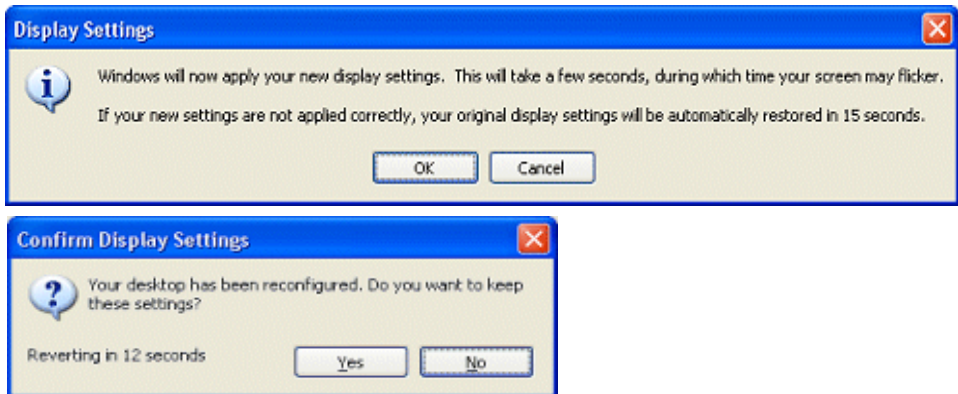 Display Settings
Windows will now apply your new display settings.  This will take a few seconds, during which time your screen may flicker.
If your new settings are not applied correctly, your original display settings will be automatically restored in 15 seconds.
OK
Cancel
Confirm Display Settings
Your desktop has been reconfigured. Do you want to keep
these settings?
Reverting in 12 seconds
Yes
No